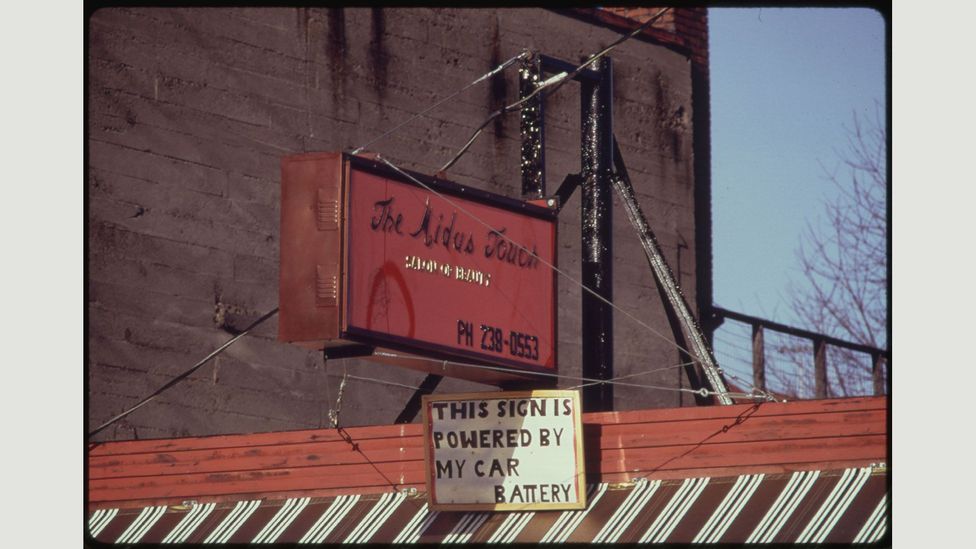 The Midas Touch
SALON OF BEAUTY
PH 238-0553
THIS SIGN IS
POWERED BY
MY CAR
BATTERY